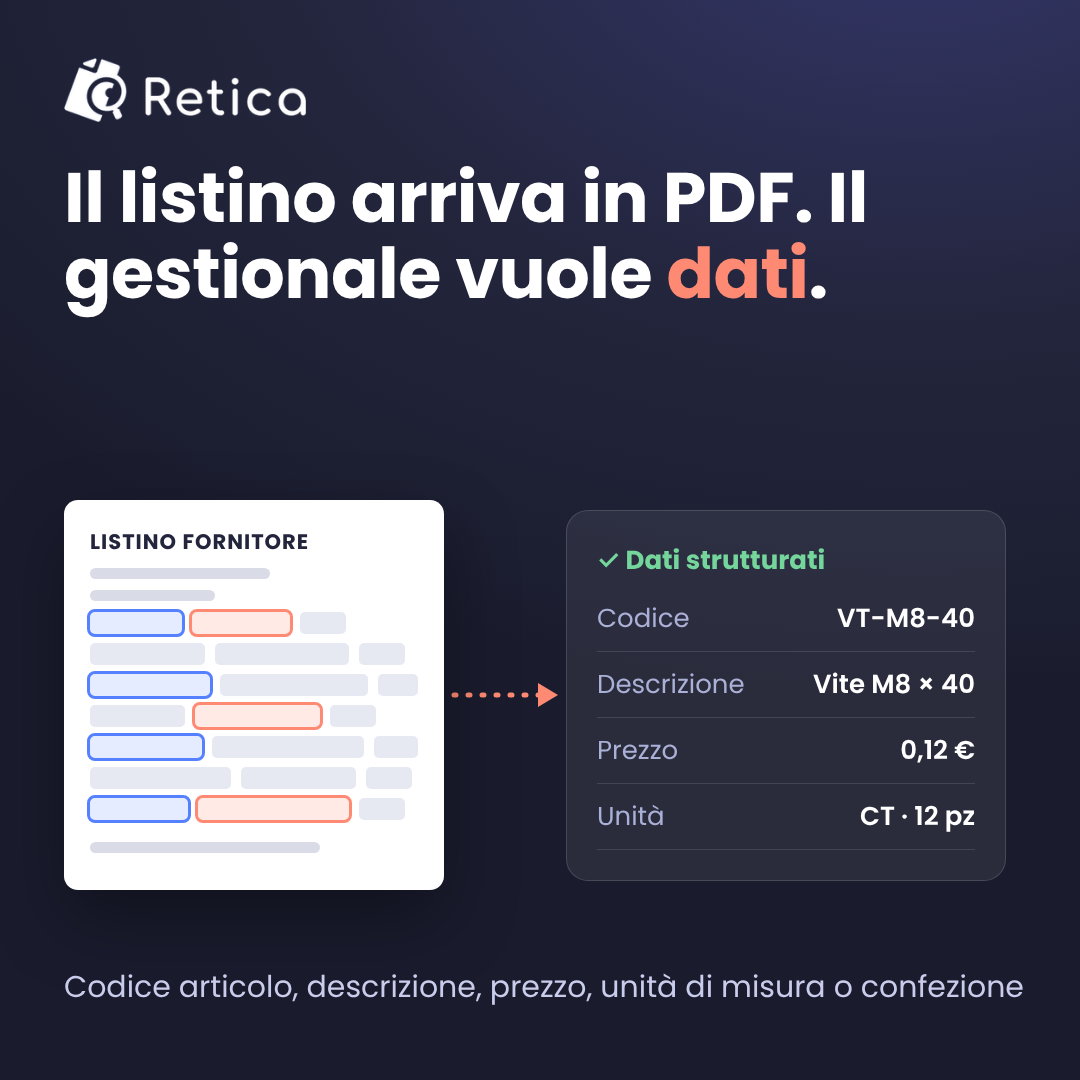 Retica
Il listino arriva in PDF. Il
gestionale vuole dati.
LISTINO FORNITORE
✓ Dati strutturati
Codice VT-M8-40
Descrizione Vite M8 × 40
Prezzo 0,12 €
Unità CT · 12 pz
Codice articolo, descrizione, prezzo, unità di misura o confezione